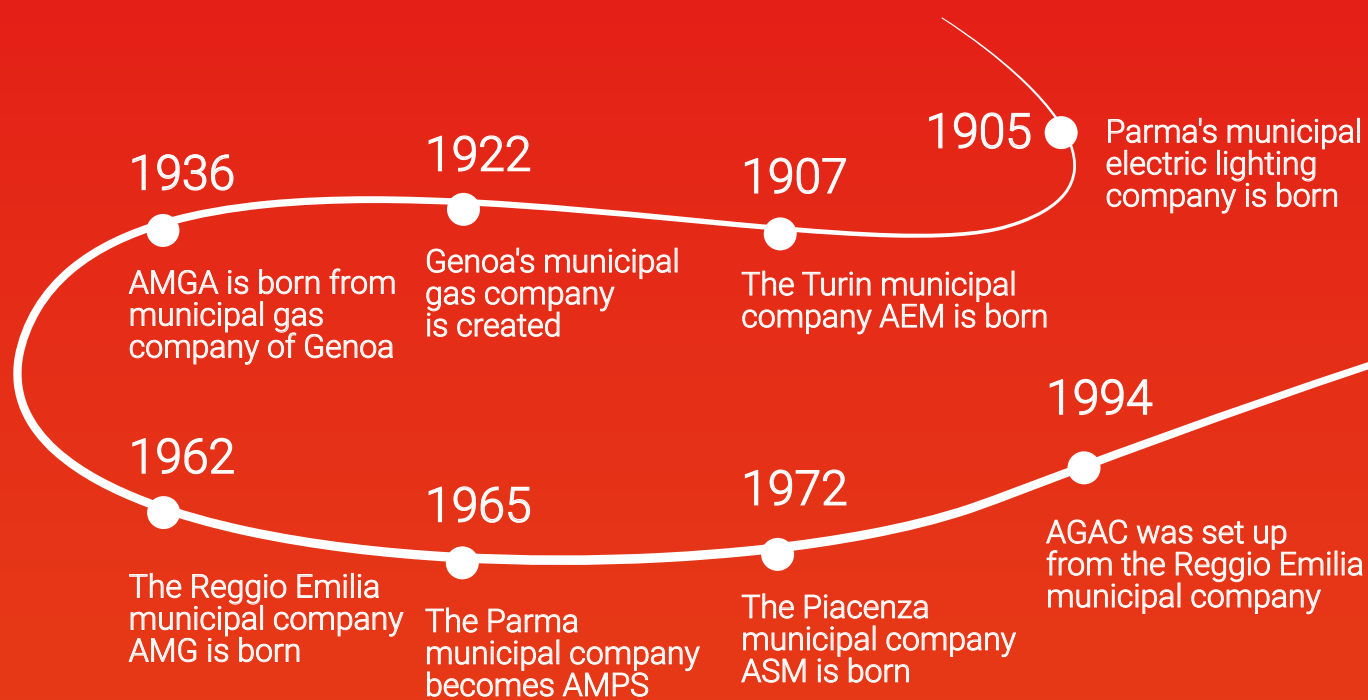 1905
Parma's municipal
electric lighting
company is born
1907
The Turin municipal
company AEM is born
1922
Genoa's municipal
gas company
is created
1936
AMGA is born from
municipal gas
company of Genoa
1962
The Reggio Emilia
municipal company
AMG is born
1965
The Parma
municipal company
becomes AMPS
1972
The Piacenza
municipal company
ASM is born
1994
AGAC was set up
from the Reggio Emilia
municipal company